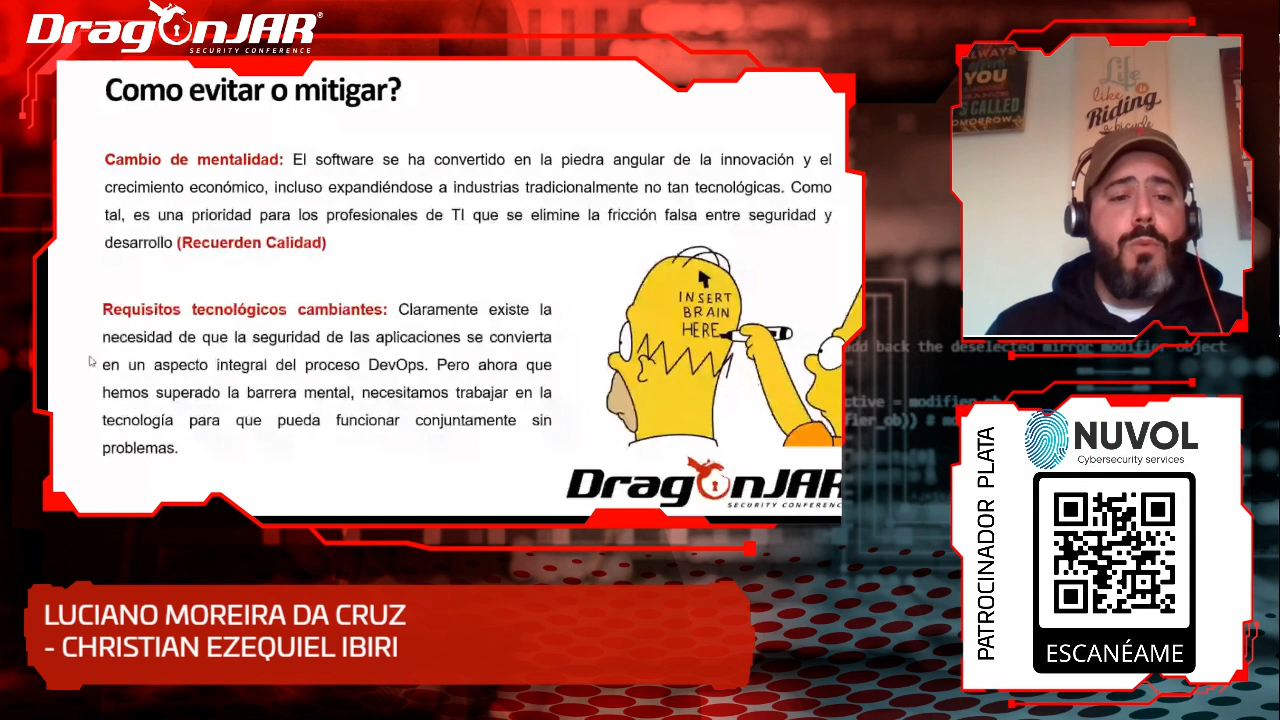 DragonJAR
SECURITY CONFERENCE
Como evitar o mitigar?
Cambio de mentalidad: El software se ha convertido en la piedra angular de la innovación y el
crecimiento económico, incluso expandiéndose a industrias tradicionalmente no tan tecnológicas. Como
tal, es una prioridad para los profesionales de TI que se elimine la fricción falsa entre seguridad y
desarrollo (Recuerden Calidad)
Requisitos tecnológicos cambiantes: Claramente existe la
necesidad de que la seguridad de las aplicaciones se convierta
en un aspecto integral del proceso DevOps. Pero ahora que
hemos superado la barrera mental, necesitamos trabajar en la
tecnología para que pueda funcionar conjuntamente sin
problemas.
INSERT
BRAIN
HERE
DragonJAR
SECURITY CONFERENCE
ALWAYS
YOU
IS CALLED
TOMORROW
Life
like
Riding
a bicycle
add back the deselected mirror modifier object
PATROCINADOR PLATA
NUVOL
Cybersecurity services
ESCANÉAME
LUCIANO MOREIRA DA CRUZ
- CHRISTIAN EZEQUIEL IBIRI